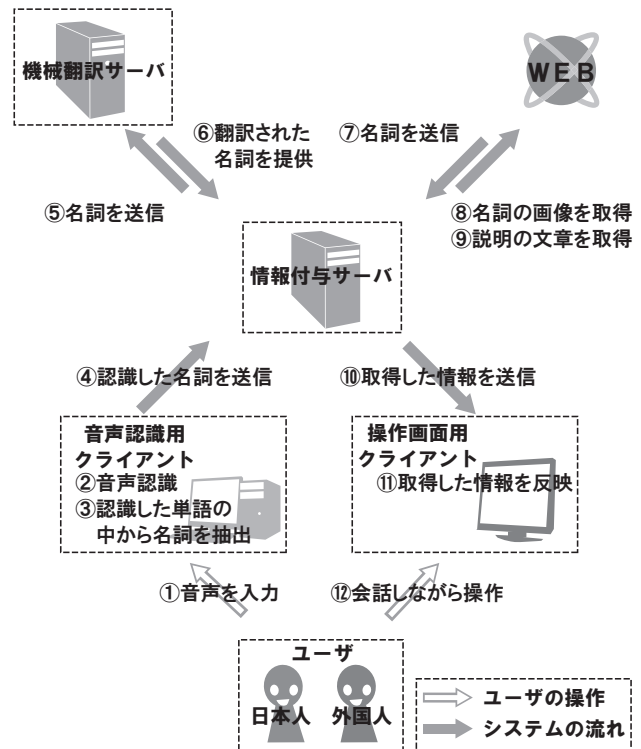 機械翻訳サーバ
WEB
⑥翻訳された
名詞を提供
⑦名詞を送信
⑤名詞を送信
⑧名詞の画像を取得
⑨説明の文章を取得
情報付与サーバ
④認識した名詞を送信
⑩取得した情報を送信
音声認識用
クライアント
②音声認識
③認識した単語の
中から名詞を抽出
操作画面用
クライアント
⑪取得した情報を反映
①音声を入力
⑫会話しながら操作
ユーザ
日本人 外国人
ユーザの操作
システムの流れ